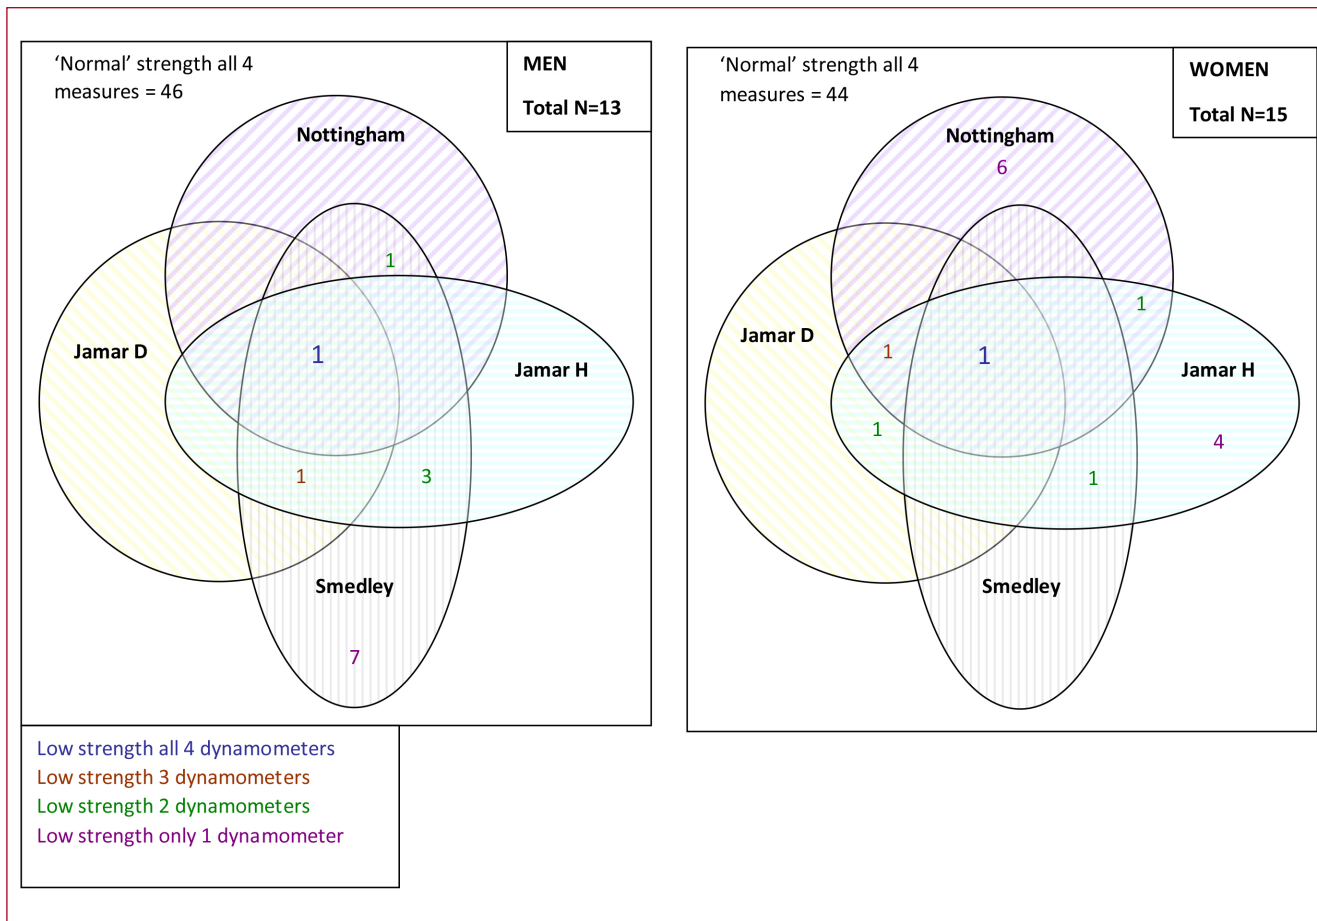 ‘Normal’ strength all 4
measures = 46
MEN
Total N=13
Nottingham
1
Jamar D
1
Jamar H
1
3
Smedley
7
‘Normal’ strength all 4
measures = 44
WOMEN
Total N=15
Nottingham
6
1
Jamar D
1
1
Jamar H
1
4
1
Smedley
Low strength all 4 dynamometers
Low strength 3 dynamometers
Low strength 2 dynamometers
Low strength only 1 dynamometer